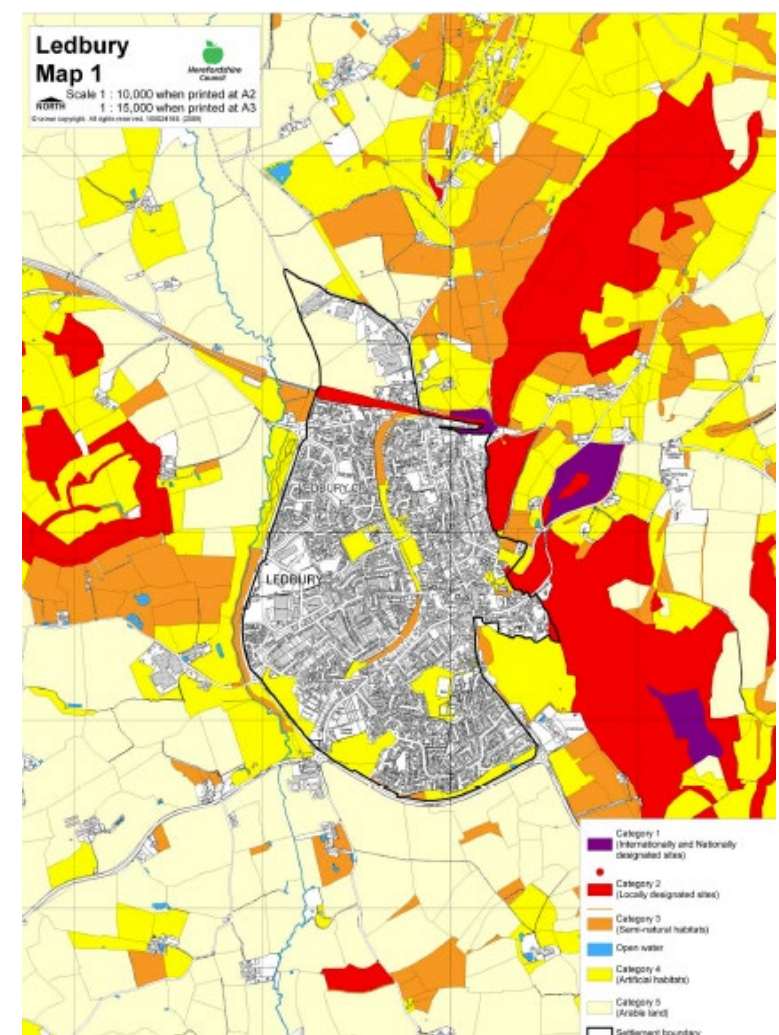 Ledbury
Map 1
Herefordshire
Council
NORTH
Scale 1 : 10,000 when printed at A2
1 : 15,000 when printed at A3
LEDBURY CP
LEDBURY
Category 1
(Internationally and Nationally
designated sites)
Category 2
(Locally designated sites)
Category 3
(Semi-natural habitats)
Open water
Category 4
(Artificial habitats)
Category 5
(Arable land)
Settlement boundary